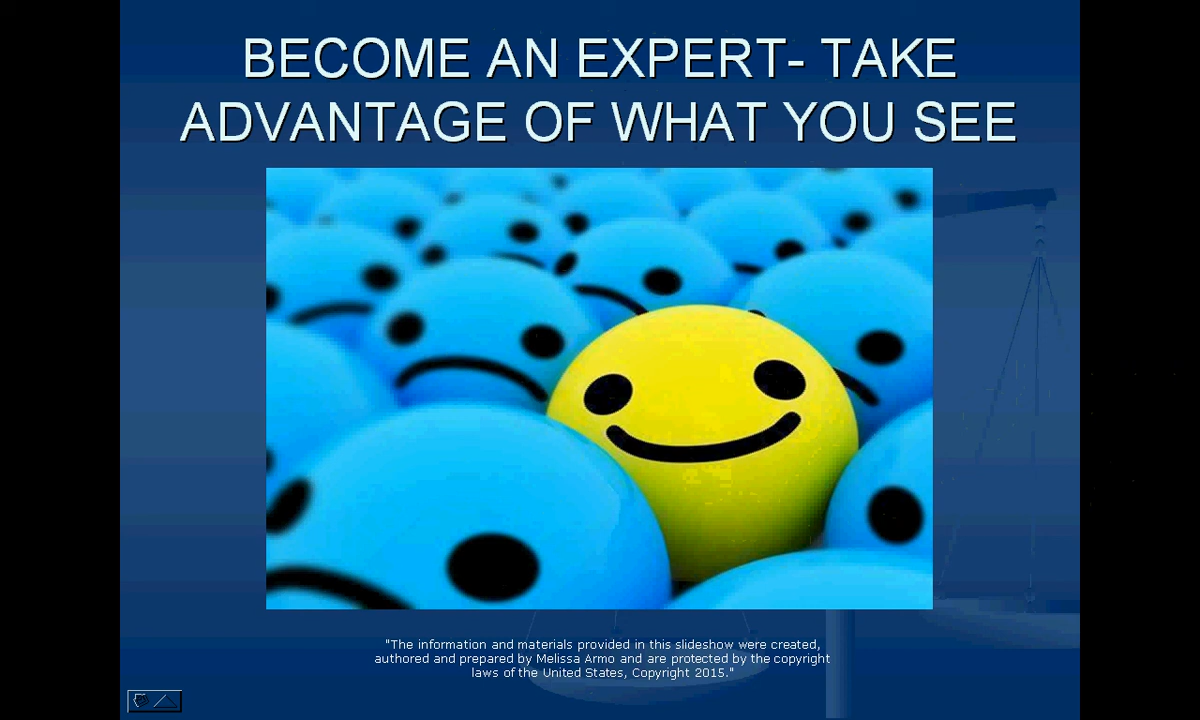 BECOME AN EXPERT- TAKE
ADVANTAGE OF WHAT YOU SEE
"The information and materials provided in this slideshow were created,
authored and prepared by Melissa Armo and are protected by the copyright
laws of the United States, Copyright 2015."